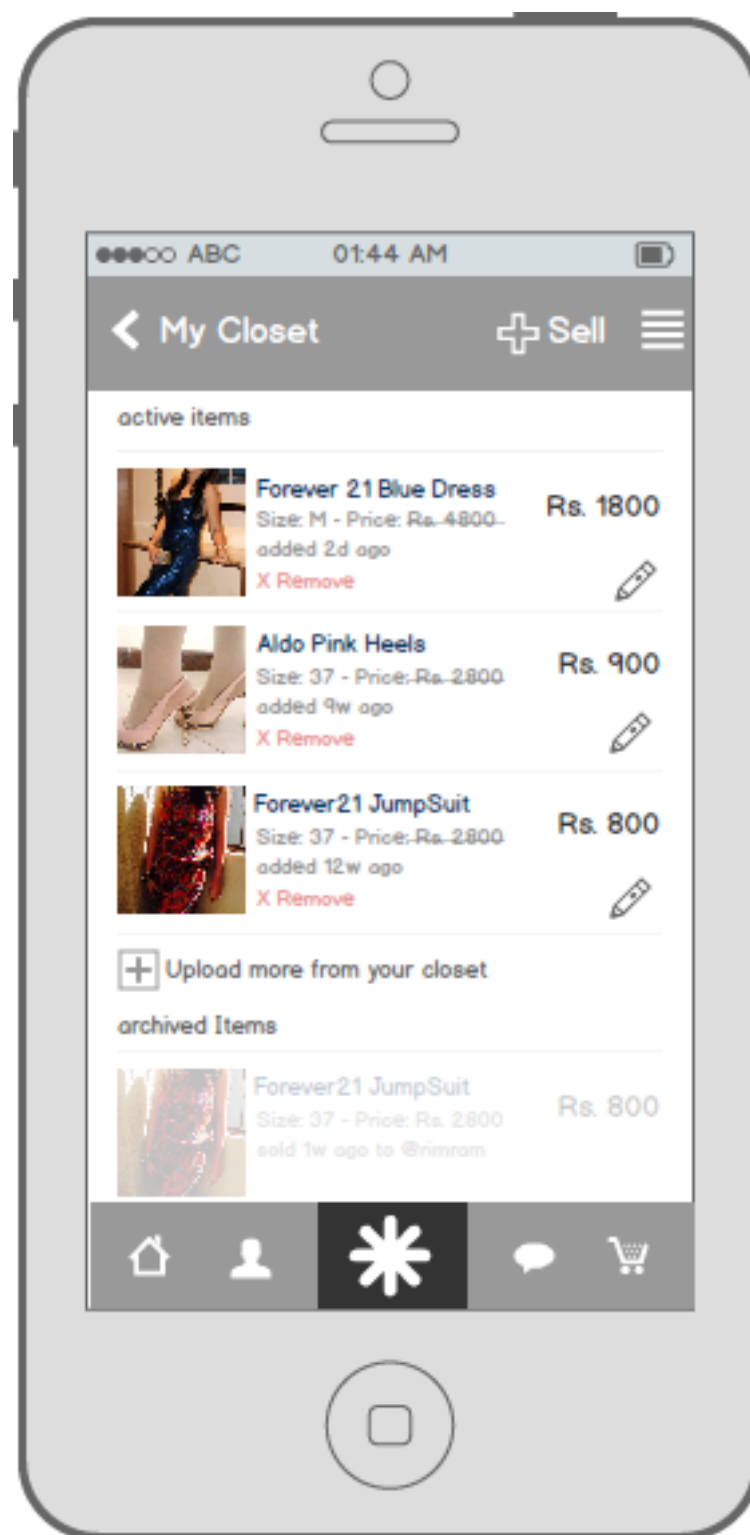 ABC 01:44 AM
My Closet Sell
active items
Forever 21 Blue Dress
Rs. 1800
Size: M - Price: Rs. 4800
added 2d ago
X Remove
Aldo Pink Heels
Rs. 900
Size: 37 - Price: Rs. 2800
added 9w ago
X Remove
Forever21 JumpSuit
Rs. 800
Size: 37 - Price: Rs. 2800
added 12w ago
X Remove
Upload more from your closet
archived Items
Forever21 JumpSuit
Rs. 800
Size: 37 - Price: Rs. 2800
sold 1w ago to @rimram